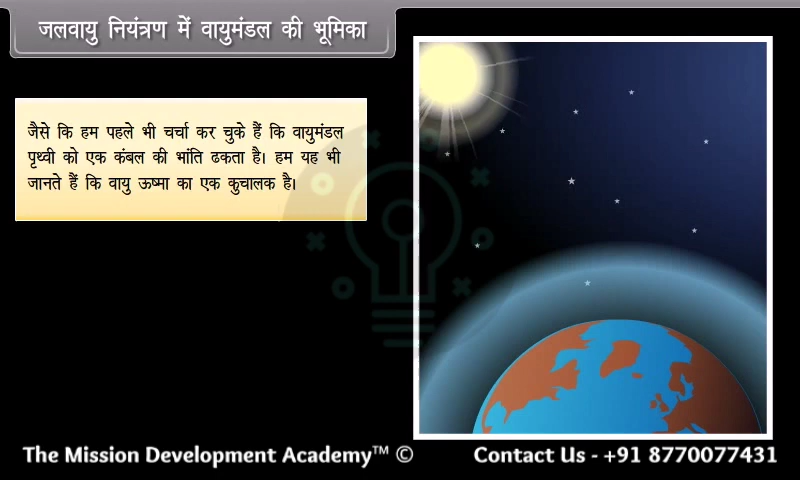 जलवायु नियंत्रण में वायुमंडल की भूमिका
जैसे कि हम पहले भी चर्चा कर चुके हैं कि वायुमंडल
पृथ्वी को एक कंबल की भांति ढकता है। हम यह भी
जानते हैं कि वायु ऊष्मा का एक कुचालक है।
The Mission Development Academy™ ©
Contact Us - +91 8770077431